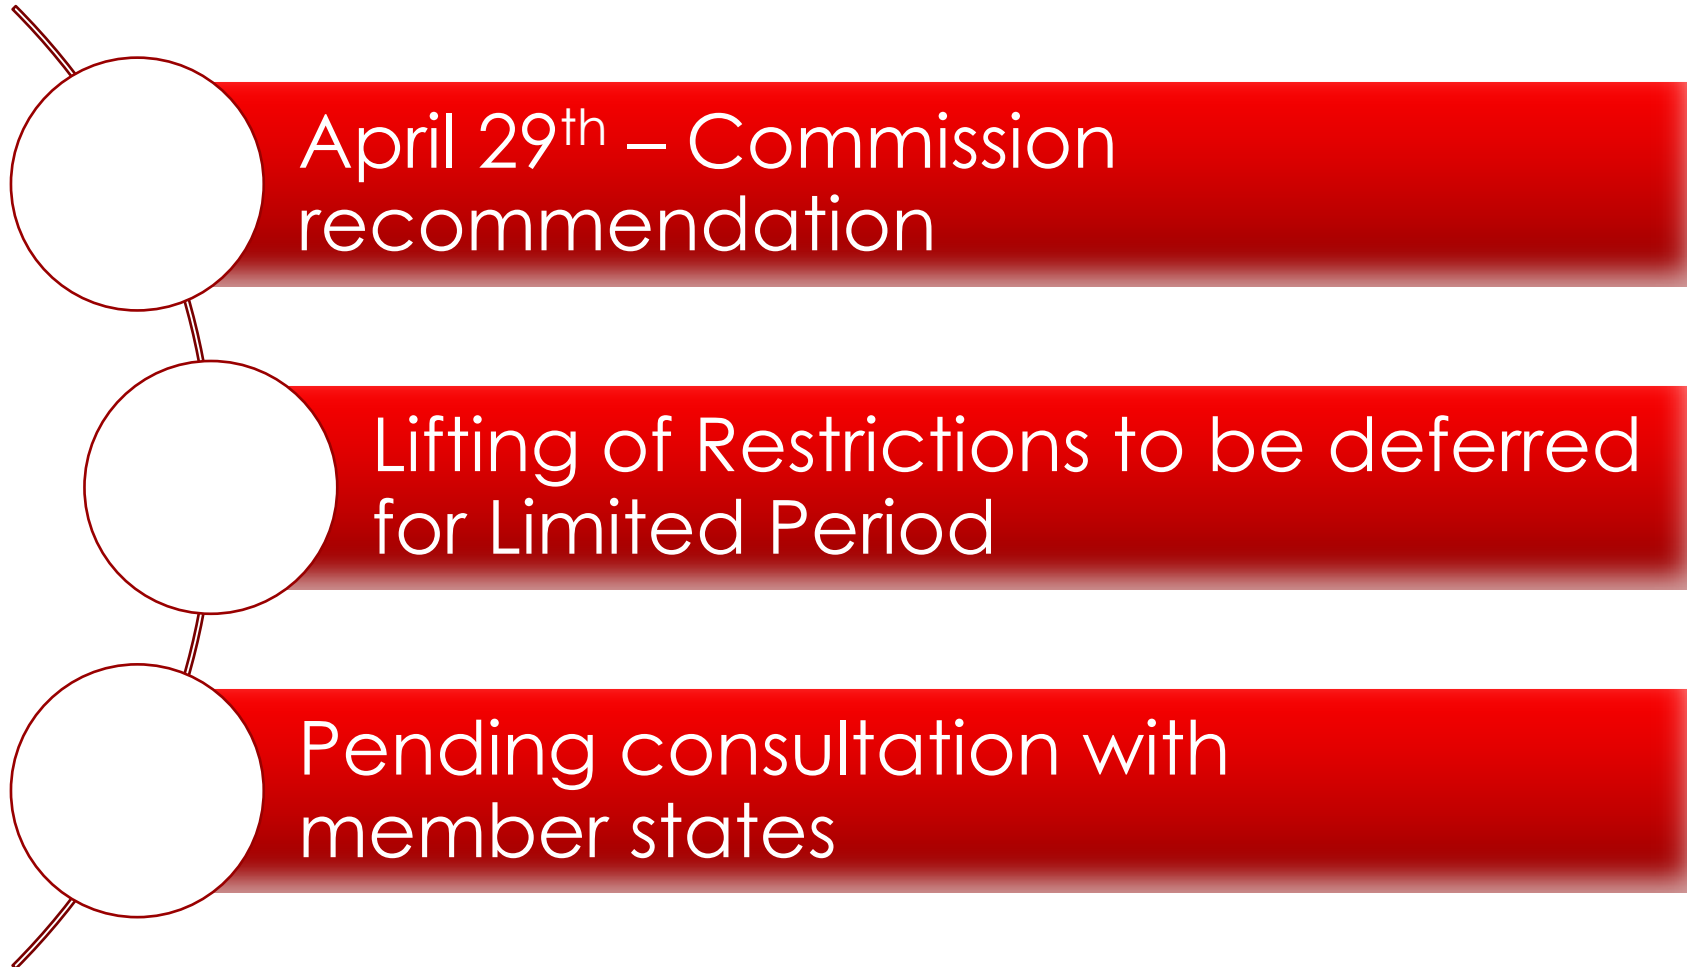 April 29th – Commission
recommendation
Lifting of Restrictions to be deferred
for Limited Period
Pending consultation with
member states